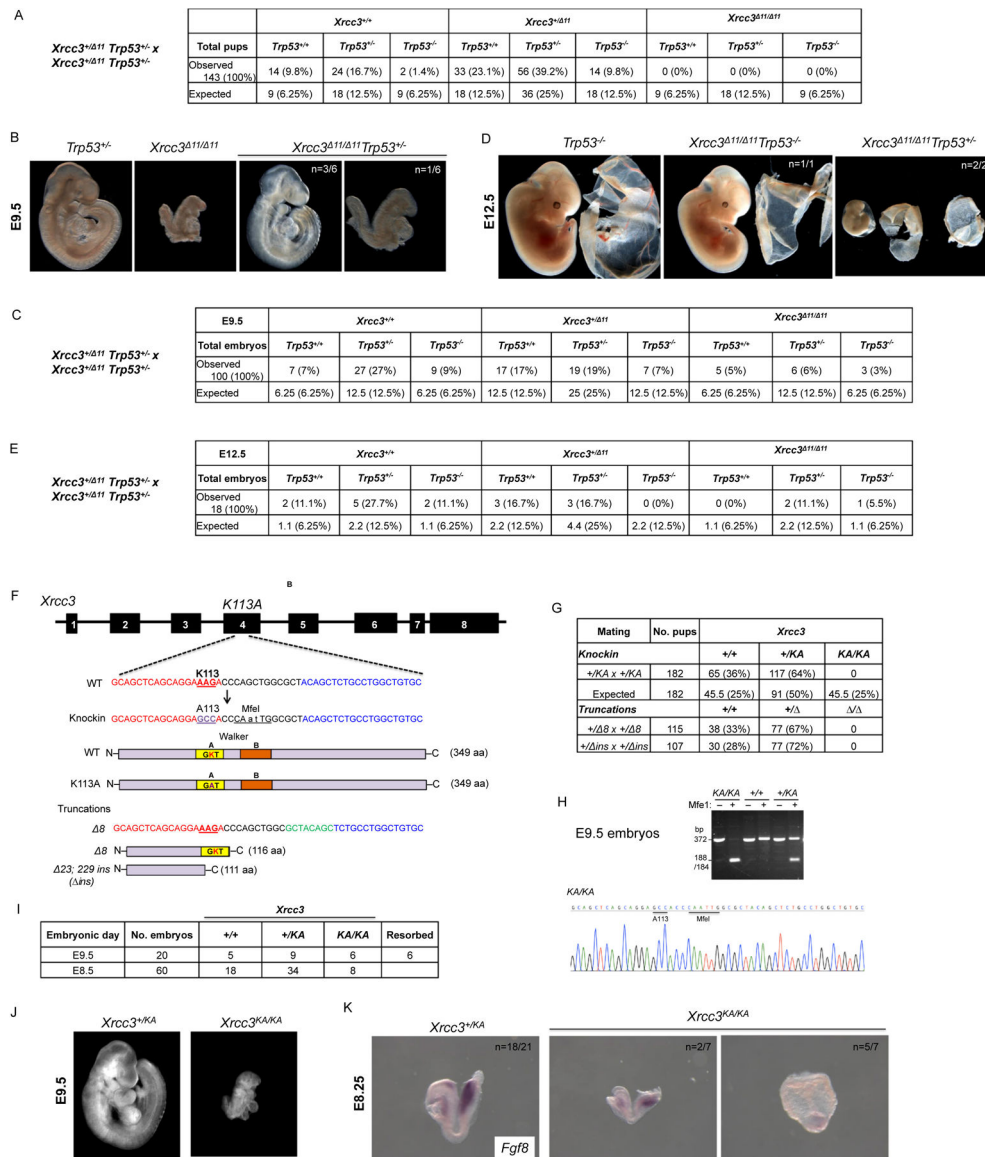 A
Xrcc3+/Δ11 Trp53+/- x
Xrcc3+/Δ11 Trp53+/-
Xrcc3+/+ Xrcc3+/Δ11 Xrcc3Δ11/Δ11
Total pups Trp53+/+ Trp53+/- Trp53-/- Trp53+/+ Trp53+/- Trp53-/- Trp53+/+ Trp53+/- Trp53-/-
Observed
143 (100%) 14 (9.8%) 24 (16.7%) 2 (1.4%) 33 (23.1%) 56 (39.2%) 14 (9.8%) 0 (0%) 0 (0%) 0 (0%)
Expected 9 (6.25%) 18 (12.5%) 9 (6.25%) 18 (12.5%) 36 (25%) 18 (12.5%) 9 (6.25%) 18 (12.5%) 9 (6.25%)
B
Trp53+/- Xrcc3Δ11/Δ11 Xrcc3Δ11/Δ11Trp53+/-
n=3/6 n=1/6
E9.5
D
Trp53-/- Xrcc3Δ11/Δ11Trp53-/- Xrcc3Δ11/Δ11Trp53+/-
n=1/1 n=2/2
E12.5
C
Xrcc3+/Δ11 Trp53+/- x
Xrcc3+/Δ11 Trp53+/-
E9.5 Xrcc3+/+ Xrcc3+/Δ11 Xrcc3Δ11/Δ11
Total embryos Trp53+/+ Trp53+/- Trp53-/- Trp53+/+ Trp53+/- Trp53-/- Trp53+/+ Trp53+/- Trp53-/-
Observed
100 (100%) 7 (7%) 27 (27%) 9 (9%) 17 (17%) 19 (19%) 7 (7%) 5 (5%) 6 (6%) 3 (3%)
Expected 6.25 (6.25%) 12.5 (12.5%) 6.25 (6.25%) 12.5 (12.5%) 25 (25%) 12.5 (12.5%) 6.25 (6.25%) 12.5 (12.5%) 6.25 (6.25%)
E
Xrcc3+/Δ11 Trp53+/- x
Xrcc3+/Δ11 Trp53+/-
E12.5 Xrcc3+/+ Xrcc3+/Δ11 Xrcc3Δ11/Δ11
Total embryos Trp53+/+ Trp53+/- Trp53-/- Trp53+/+ Trp53+/- Trp53-/- Trp53+/+ Trp53+/- Trp53-/-
Observed
18 (100%) 2 (11.1%) 5 (27.7%) 2 (11.1%) 3 (16.7%) 3 (16.7%) 0 (0%) 0 (0%) 2 (11.1%) 1 (5.5%)
Expected 1.1 (6.25%) 2.2 (12.5%) 1.1 (6.25%) 2.2 (12.5%) 4.4 (25%) 2.2 (12.5%) 1.1 (6.25%) 2.2 (12.5%) 1.1 (6.25%)
B
F
Xrcc3 K113A
1 2 3 4 5 6 7 8
K113
WT GCAGCTCAGCAGGAAAGACCCAGCTGGCGCTACAGCTCTGCCTGGCTGTGC
A113 MfeI
Knockin GCAGCTCAGCAGGAGCCACCCAatTGGCGCTACAGCTCTGCCTGGCTGTGC
Walker
A B
WT N GKT C (349 aa)
A B
K113A N GAT C (349 aa)
Truncations
Δ8 GCAGCTCAGCAGGAAAGACCCAGCTGGCGCTACAGCTCTGCCTGGCTGTGC
Δ8 N GKT C (116 aa)
Δ23; 229 ins N C (111 aa)
(Δins)
G
Mating No. pups Xrcc3
Knockin +/+ +/KA KA/KA
+/KA x +/KA 182 65 (36%) 117 (64%) 0
Expected 182 45.5 (25%) 91 (50%) 45.5 (25%)
Truncations +/+ +/Δ Δ/Δ
+/Δ8 x +/Δ8 115 38 (33%) 77 (67%) 0
+/Δins x +/Δins 107 30 (28%) 77 (72%) 0
H
KA/KA +/+ +/KA
Mfe1: – + – + – +
E9.5 embryos
bp
372
188
/184
KA/KA
GCAGCTCAGCAGGAGCCACCCAATTGGCGCTACAGCTCTGCCTGGCTGTGC
A113 MfeI
I
Xrcc3
Embryonic day No. embryos +/+ +/KA KA/KA Resorbed
E9.5 20 5 9 6 6
E8.5 60 18 34 8
J
Xrcc3+/KA Xrcc3KA/KA
E9.5
K
Xrcc3+/KA Xrcc3KA/KA
n=18/21 n=2/7 n=5/7
E8.25
Fgf8